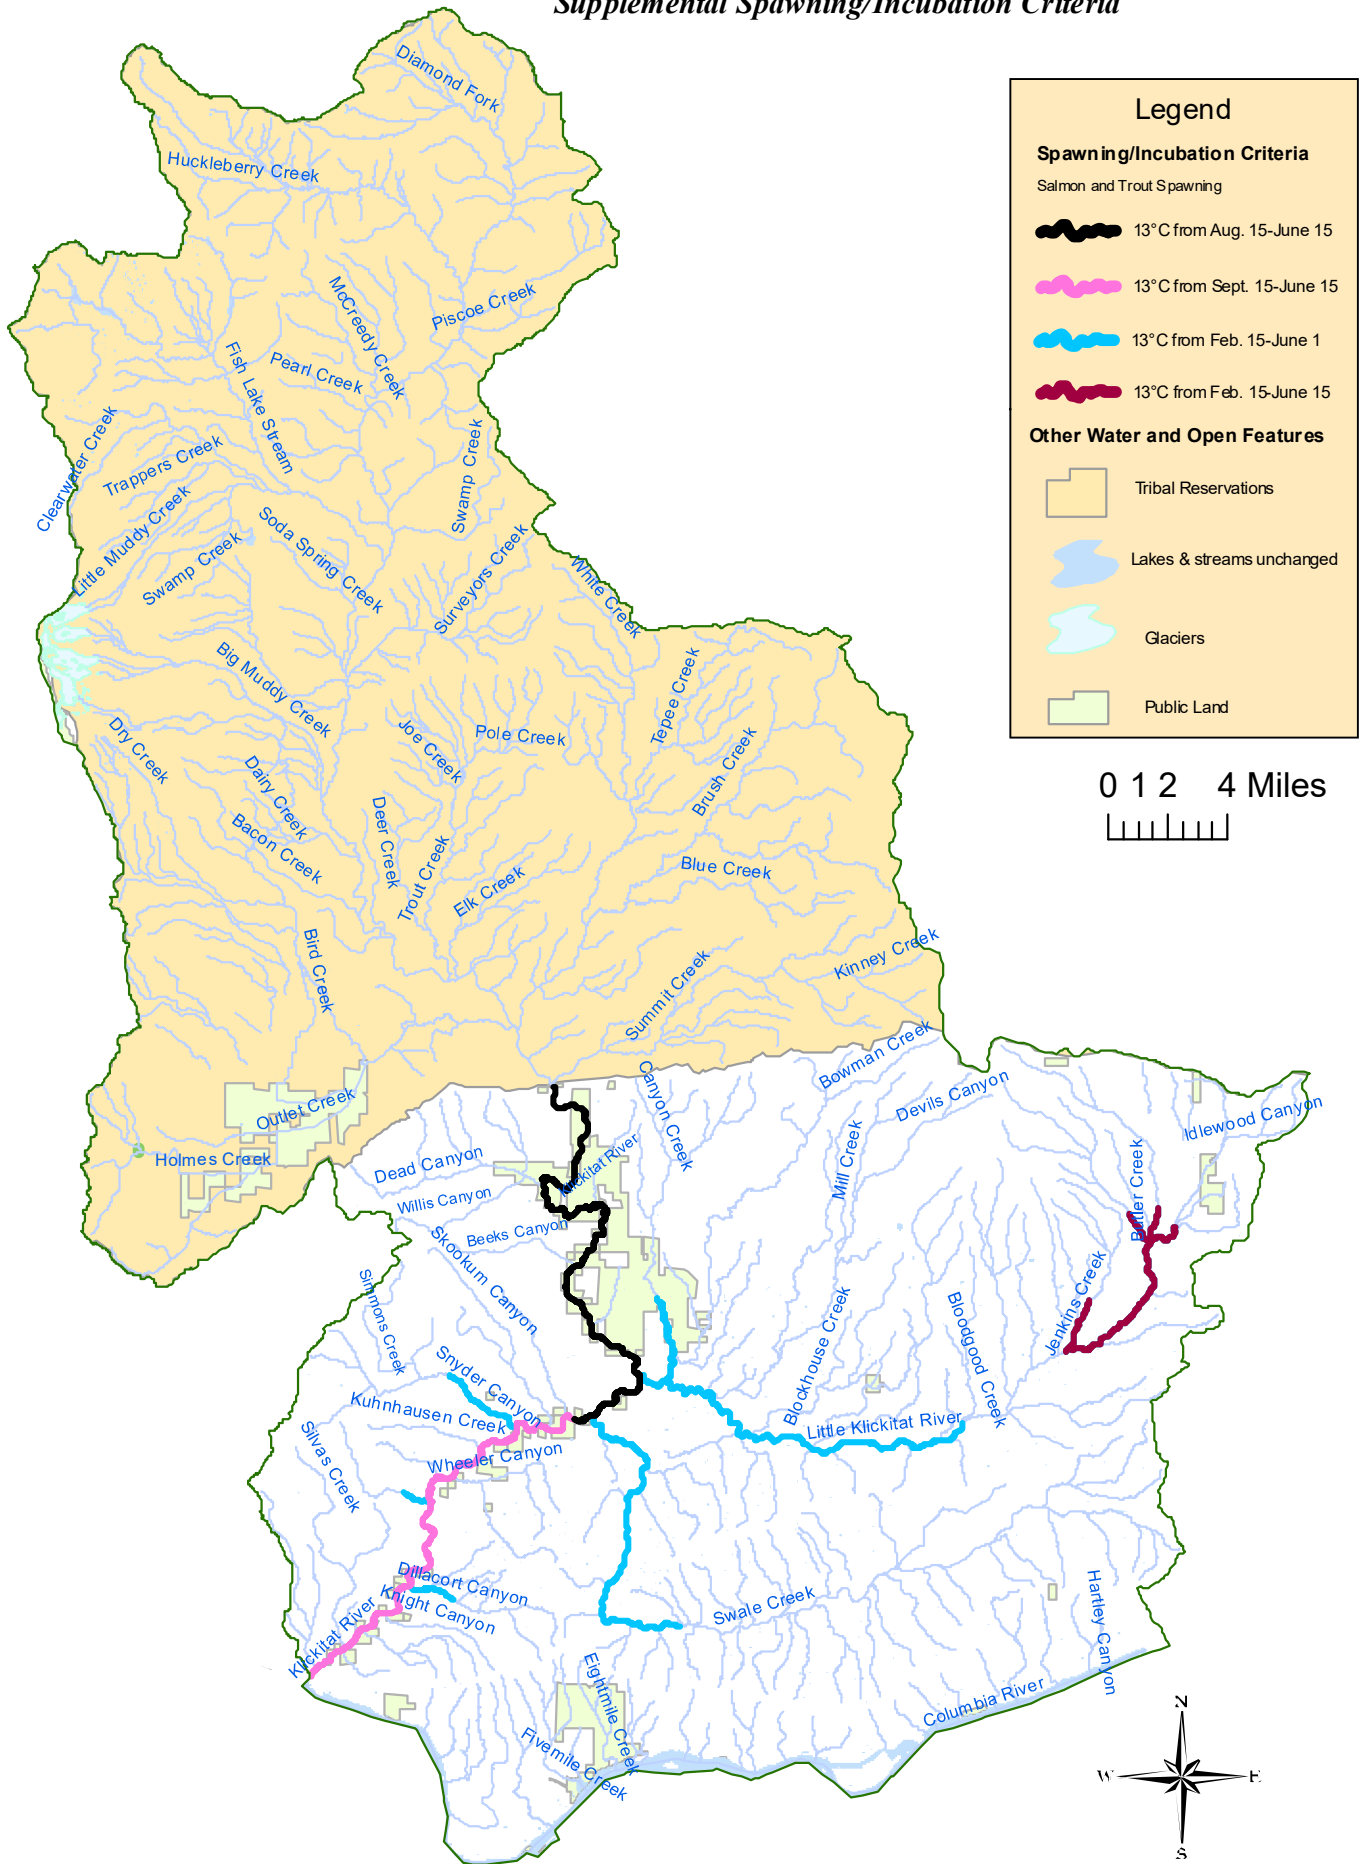 Supplemental Spawning/Incubation Criteria
Legend
Spawning/Incubation Criteria
Salmon and Trout Spawning
13°C from Aug. 15-June 15
13°C from Sept. 15-June 15
13°C from Feb. 15-June 1
13°C from Feb. 15-June 15
Other Water and Open Features
Tribal Reservations
Lakes & streams unchanged
Glaciers
Public Land
0 1 2 4 Miles
Diamond Fork
Huckleberry Creek
McCreedy Creek
Piscoe Creek
Fish Lake Stream
Pearl Creek
Clearwater Creek
Trappers Creek
Swamp Creek
Little Muddy Creek
Soda Spring Creek
Swamp Creek
Surveyors Creek
White Creek
Big Muddy Creek
Tepee Creek
Dry Creek
Joe Creek
Pole Creek
Brush Creek
Dairy Creek
Bacon Creek
Deer Creek
Trout Creek
Elk Creek
Blue Creek
Bird Creek
Summit Creek
Kinney Creek
Bowman Creek
Canyon Creek
Devils Canyon
Outlet Creek
Idlewood Canyon
Holmes Creek
Dead Canyon
Klickitat River
Mill Creek
Butler Creek
Willis Canyon
Beeks Canyon
Skookum Canyon
Simmons Creek
Jenkins Creek
Bloodgood Creek
Blockhouse Creek
Snyder Canyon
Kuhnhausen Creek
Little Klickitat River
Silvas Creek
Wheeler Canyon
Dillacort Canyon
Knight Canyon
Swale Creek
Hartley Canyon
Klickitat River
Eightmile Creek
Columbia River
Fivemile Creek
N
W
E
S